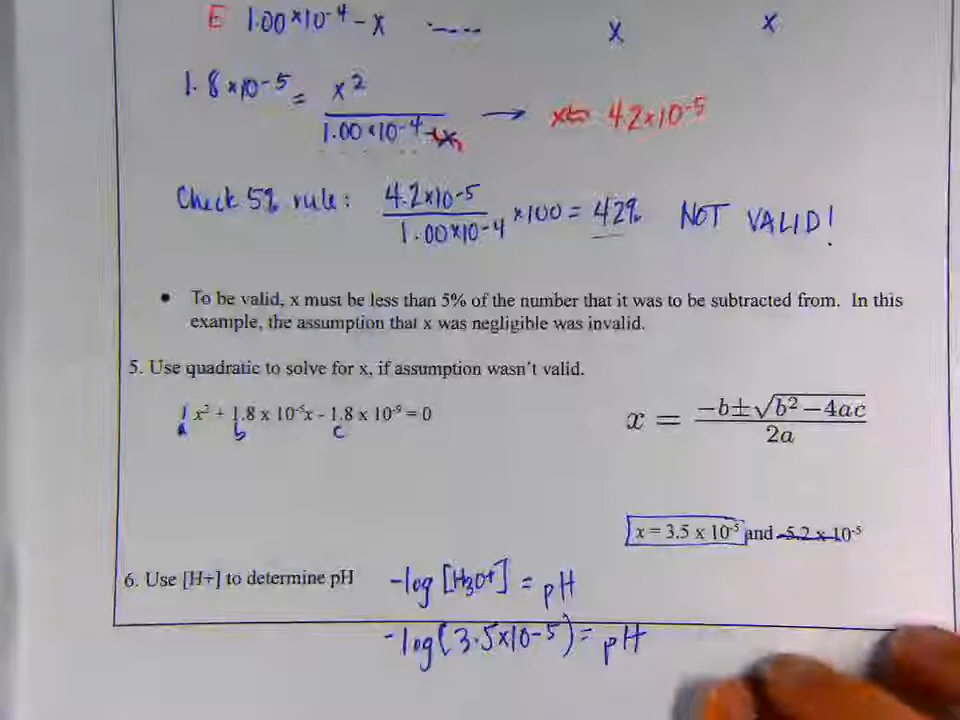 E 1.00×10⁻⁴ - x ..... x x
1.8×10⁻⁵ = x² / 1.00×10⁻⁴ → x = 4.2×10⁻⁵
Check 5% rule: 4.2×10⁻⁵ / 1.00×10⁻⁴ ×100 = 42% NOT VALID!
• To be valid, x must be less than 5% of the number that it was to be subtracted from. In this
example, the assumption that x was negligible was invalid.
5. Use quadratic to solve for x, if assumption wasn't valid.
1 x² + 1.8 x 10⁻⁵x - 1.8 x 10⁻⁹ = 0
a b c
x = -b±√b² −4ac / 2a
x = 3.5 x 10⁻⁵ and -5.2 x 10⁻⁵
6. Use [H+] to determine pH -log [H3O+] = pH
-log(3.5×10-5) = pH